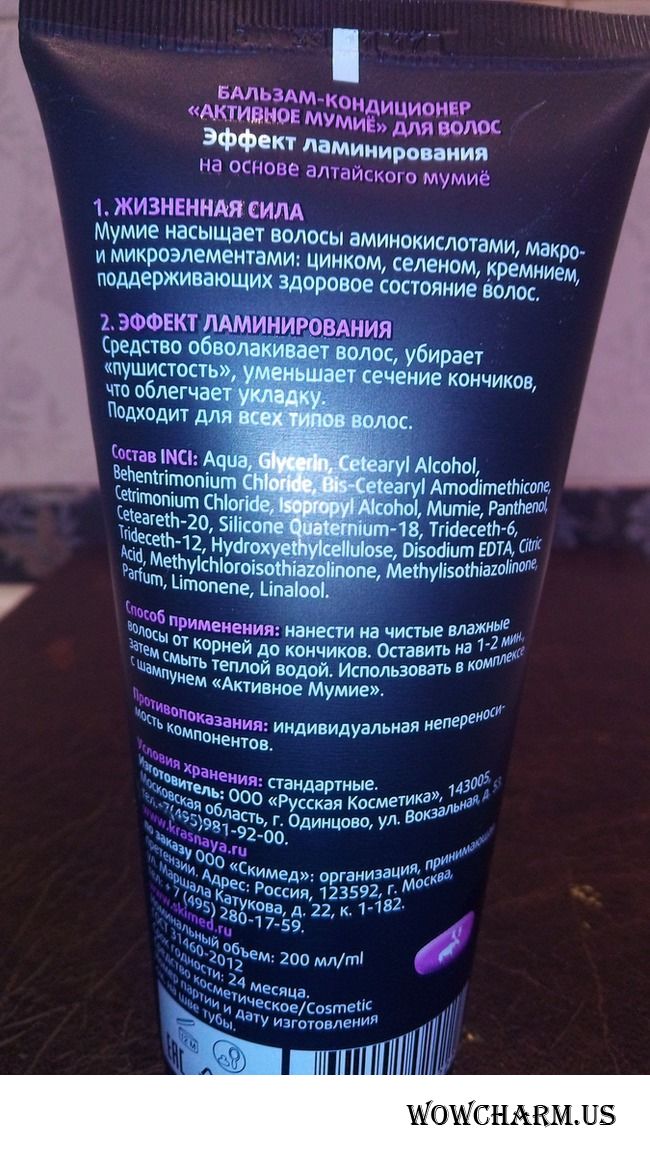 БАЛЬЗАМ-КОНДИЦИОНЕР
«АКТИВНОЕ МУМИЁ» ДЛЯ ВОЛОС
Эффект ламинирования
на основе алтайского мумиё
1. ЖИЗНЕННАЯ СИЛА
Мумие насыщает волосы аминокислотами, макро-
и микроэлементами: цинком, селеном, кремнием,
поддерживающих здоровое состояние волос.
2. ЭФФЕКТ ЛАМИНИРОВАНИЯ
Средство обволакивает волос, убирает
«пушистость», уменьшает сечение кончиков,
что облегчает укладку.
Подходит для всех типов волос.
Состав INCI: Aqua, Glycerin, Cetearyl Alcohol,
Behentrimonium Chloride, Bis-Cetearyl Amodimethicone,
Cetrimonium Chloride, Isopropyl Alcohol, Mumie, Panthenol,
Ceteareth-20, Silicone Quaternium-18, Trideceth-6,
Trideceth-12, Hydroxyethylcellulose, Disodium EDTA, Citric
Acid, Methylchloroisothiazolinone, Methylisothiazolinone,
Parfum, Limonene, Linalool.
Способ применения: нанести на чистые влажные
волосы от корней до кончиков. Оставить на 1-2 мин.,
затем смыть теплой водой. Использовать в комплексе
с шампунем «Активное Мумие».
Противопоказания: индивидуальная непереноси-
мость компонентов.
Условия хранения: стандартные.
Изготовитель: ООО «Русская Косметика», 143005,
Московская область, г. Одинцово, ул. Вокзальная, д. 53
Тел.+7(495)981-92-00.
www.krasnaya.ru
по заказу ООО «Скимед»: организация, принимающая
претензии. Адрес: Россия, 123592, г. Москва,
ул. Маршала Катукова, д. 22, к. 1-182.
+ 7 (495) 280-17-59.
www.skimed.ru
объем: 200 мл/ml
31460-2012
годности: 24 месяца.
косметическое/Cosmetic
партии и дату изготовления
шве тубы.
EAC 12 M
WOWCHARM.US